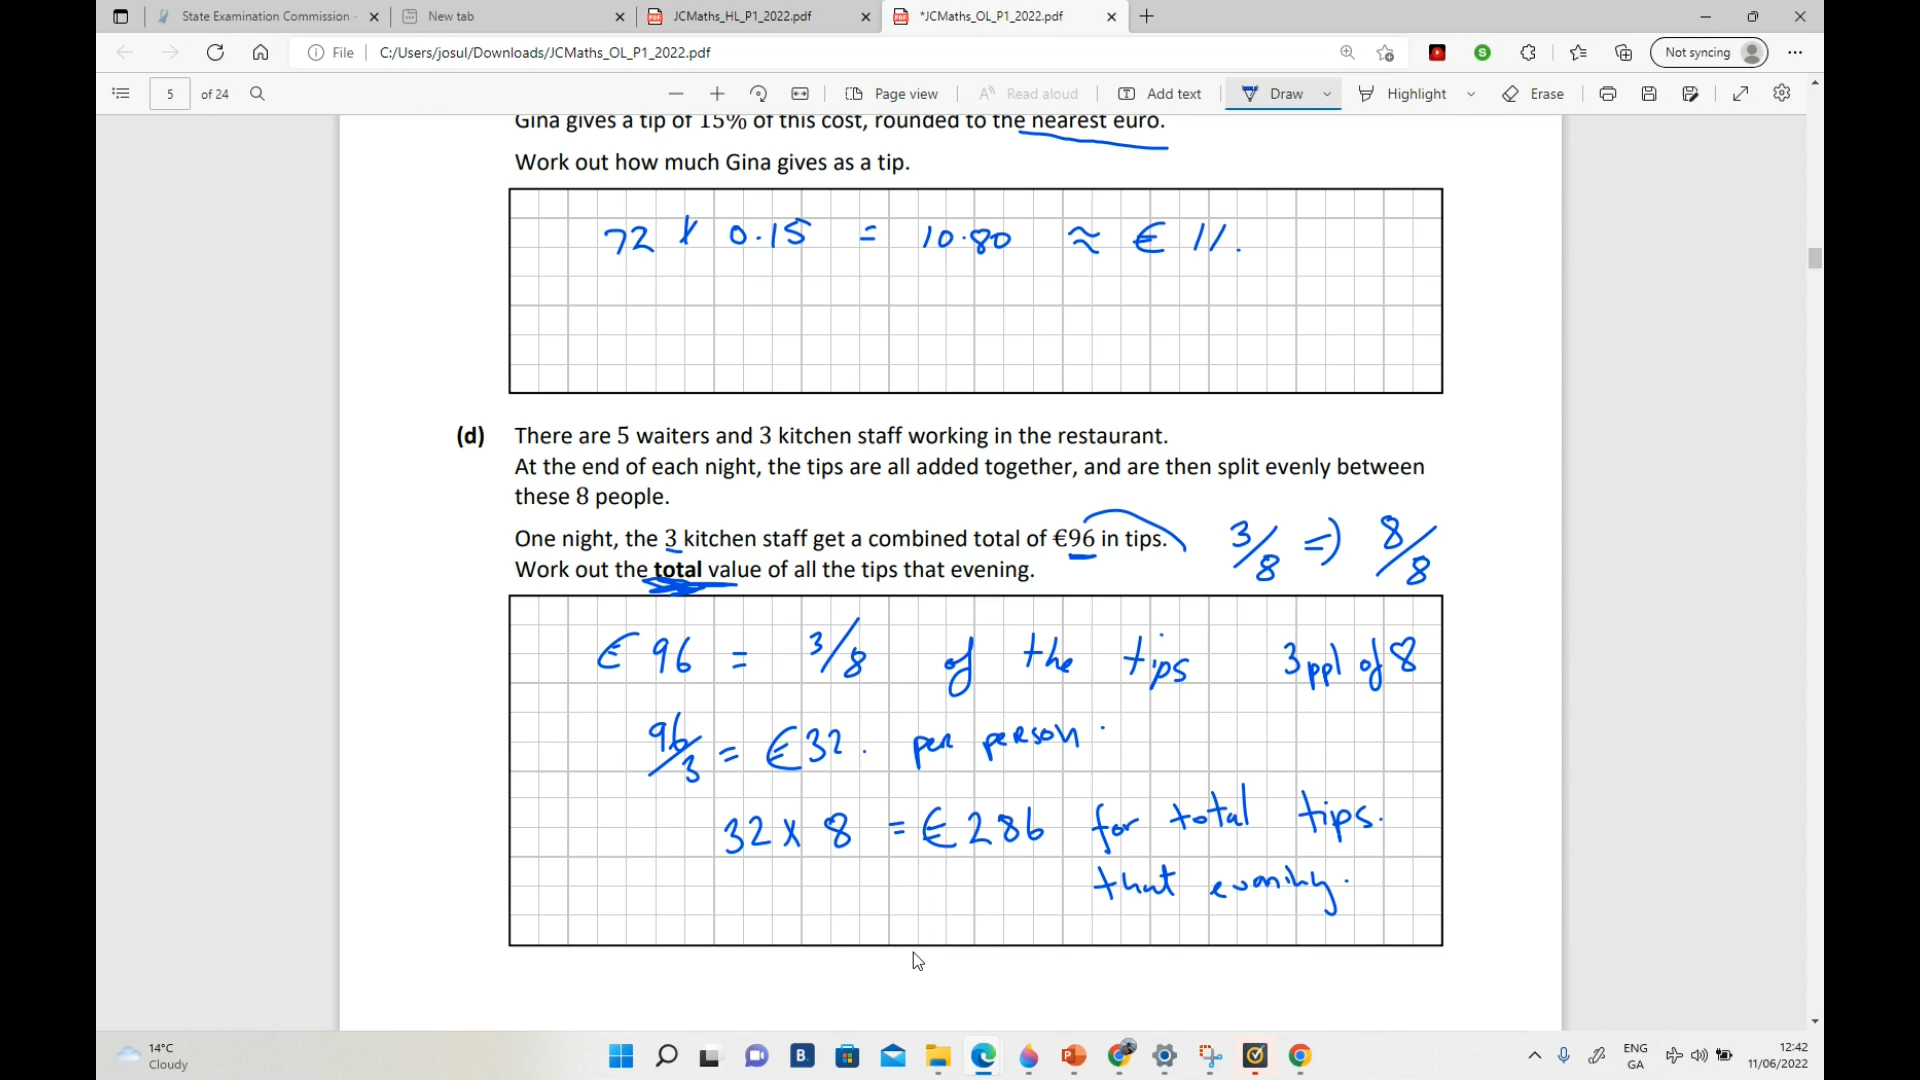 State Examination Commission -
New tab
JCMaths_HL_P1_2022.pdf
*JCMaths_OL_P1_2022.pdf
File
C:/Users/josul/Downloads/JCMaths_OL_P1_2022.pdf
Not syncing
5 of 24
Page view
Read aloud
Add text
Draw
Highlight
Erase
Gina gives a tip of 15% of this cost, rounded to the nearest euro.
Work out how much Gina gives as a tip.
72 x 0.15 = 10.80 ≈ € 11.
(d) There are 5 waiters and 3 kitchen staff working in the restaurant.
At the end of each night, the tips are all added together, and are then split evenly between
these 8 people.
One night, the 3 kitchen staff get a combined total of €96 in tips.
3/8 => 8/8
Work out the total value of all the tips that evening.
€ 96 = 3/8 of the tips 3 ppl of 8
96/3 = €32. per person.
32 x 8 = € 286 for total tips.
that evening.
14°C
Cloudy
B.
ENG
GA
12:42
11/06/2022